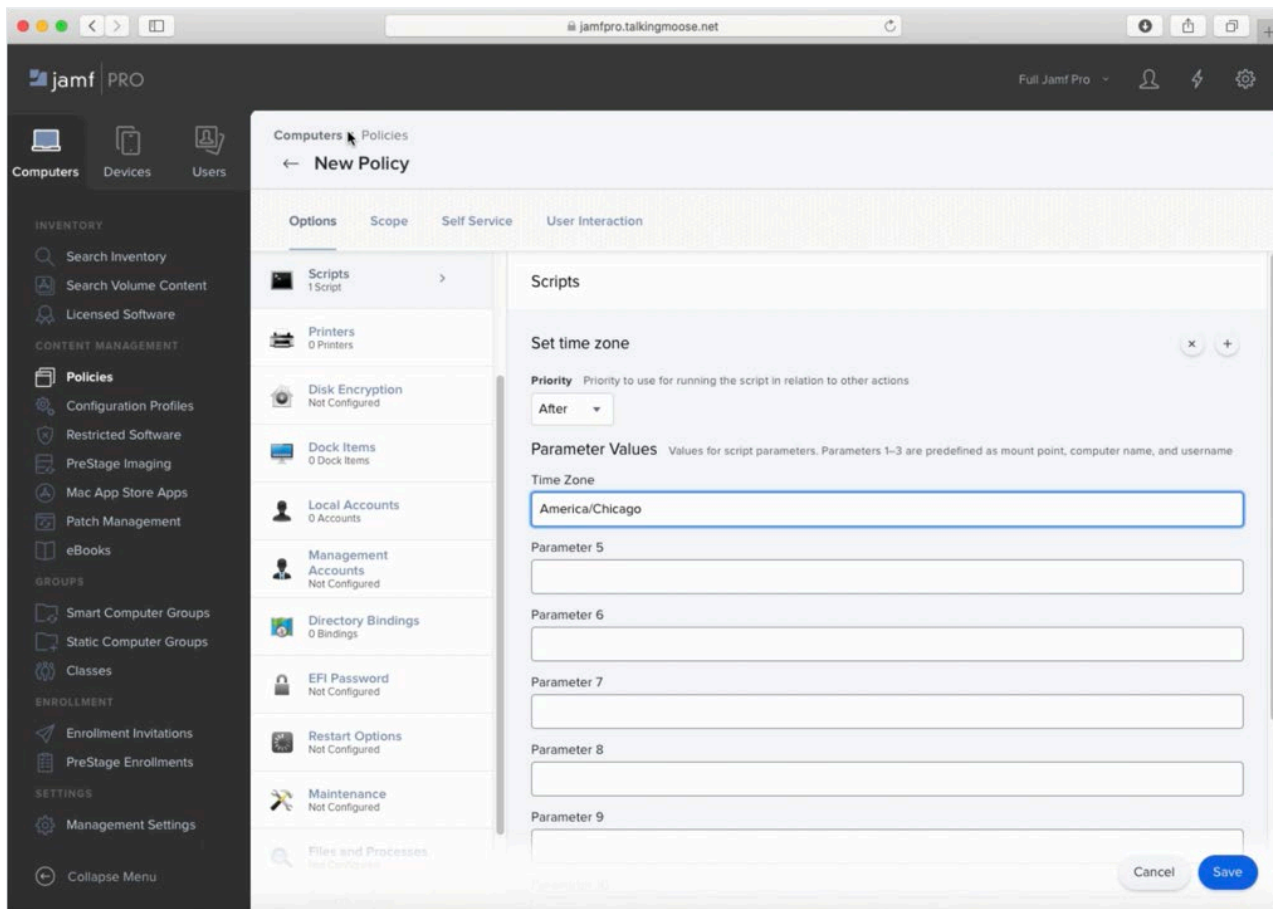 jamfpro.talkingmoose.net
jamf PRO
Full Jamf Pro
Computers
Devices
Users
INVENTORY
Search Inventory
Search Volume Content
Licensed Software
CONTENT MANAGEMENT
Policies
Configuration Profiles
Restricted Software
PreStage Imaging
Mac App Store Apps
Patch Management
eBooks
GROUPS
Smart Computer Groups
Static Computer Groups
Classes
ENROLLMENT
Enrollment Invitations
PreStage Enrollments
SETTINGS
Management Settings
Collapse Menu
Computers Policies
← New Policy
Options Scope Self Service User Interaction
Scripts
1 Script
Printers
0 Printers
Disk Encryption
Not Configured
Dock Items
0 Dock Items
Local Accounts
0 Accounts
Management
Accounts
Not Configured
Directory Bindings
0 Bindings
EFI Password
Not Configured
Restart Options
Not Configured
Maintenance
Not Configured
Files and Processes
Scripts
Set time zone
Priority Priority to use for running the script in relation to other actions
After
Parameter Values Values for script parameters. Parameters 1–3 are predefined as mount point, computer name, and username
Time Zone
America/Chicago
Parameter 5
Parameter 6
Parameter 7
Parameter 8
Parameter 9
Cancel
Save